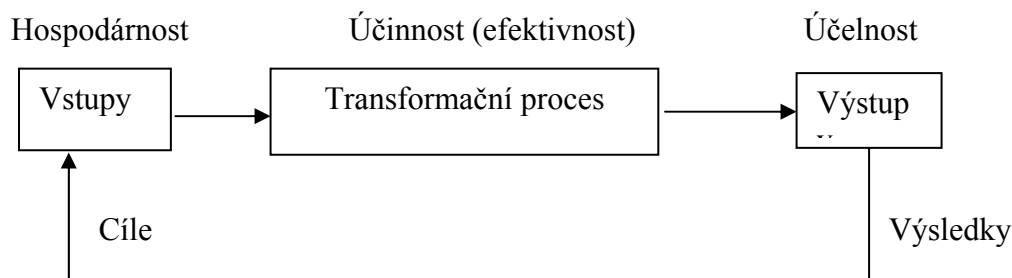 Hospodárnost Účinnost (efektivnost) Účelnost
Vstupy Transformační proces Výstup
Cíle Výsledky